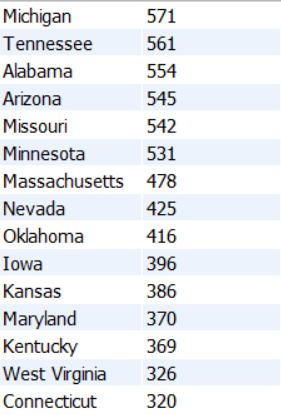 Michigan 571
Tennessee 561
Alabama 554
Arizona 545
Missouri 542
Minnesota 531
Massachusetts 478
Nevada 425
Oklahoma 416
Iowa 396
Kansas 386
Maryland 370
Kentucky 369
West Virginia 326
Connecticut 320